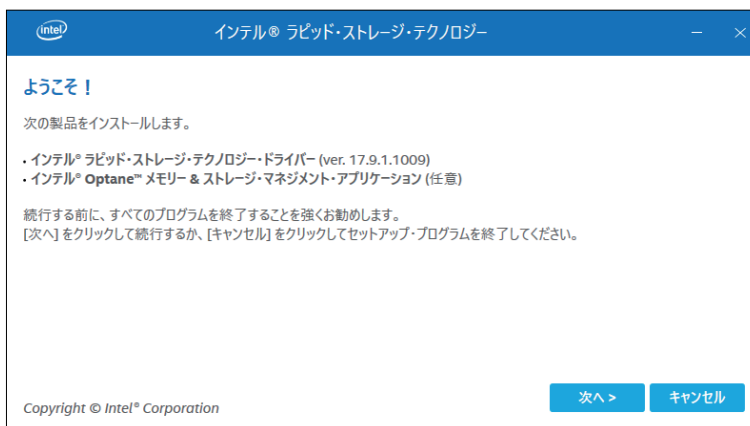 intel
インテル® ラピッド・ストレージ・テクノロジー
ようこそ！
次の製品をインストールします。
・インテル® ラピッド・ストレージ・テクノロジー・ドライバー (ver. 17.9.1.1009)
・インテル® Optane™ メモリー & ストレージ・マネジメント・アプリケーション (任意)
続行する前に、すべてのプログラムを終了することを強くお勧めします。
[次へ] をクリックして続行するか、[キャンセル] をクリックしてセットアップ・プログラムを終了してください。
Copyright © Intel® Corporation
次へ >
キャンセル